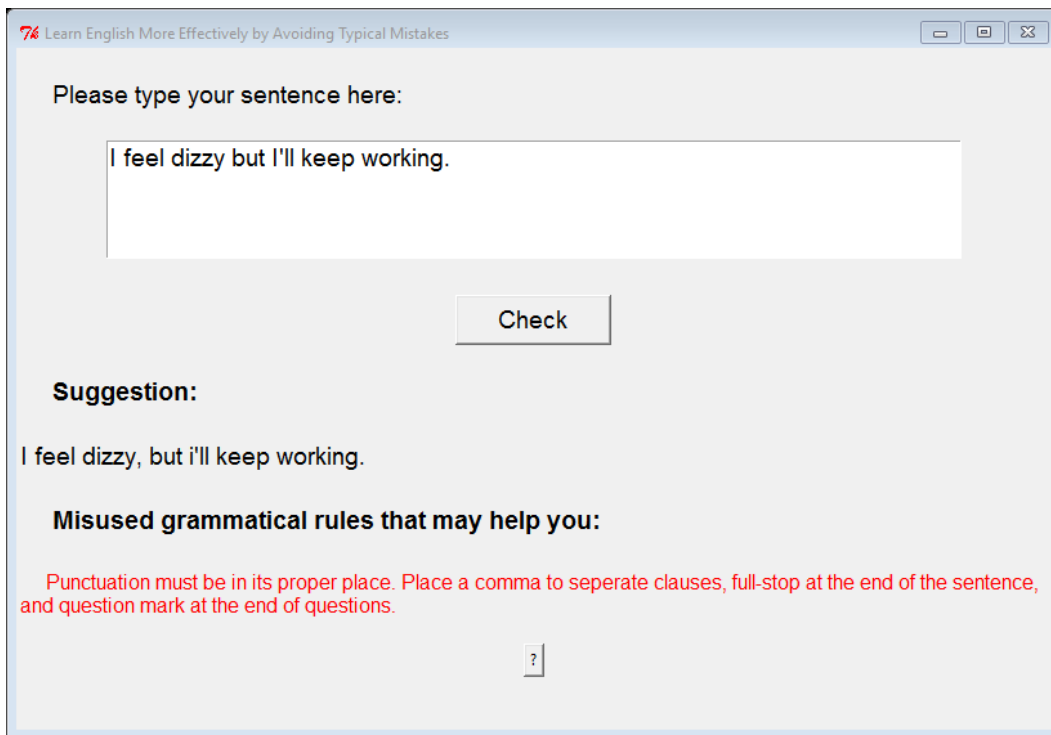 Learn English More Effectively by Avoiding Typical Mistakes
Please type your sentence here:
I feel dizzy but I'll keep working.
Check
Suggestion:
I feel dizzy, but i'll keep working.
Misused grammatical rules that may help you:
Punctuation must be in its proper place. Place a comma to seperate clauses, full-stop at the end of the sentence,
and question mark at the end of questions.
?